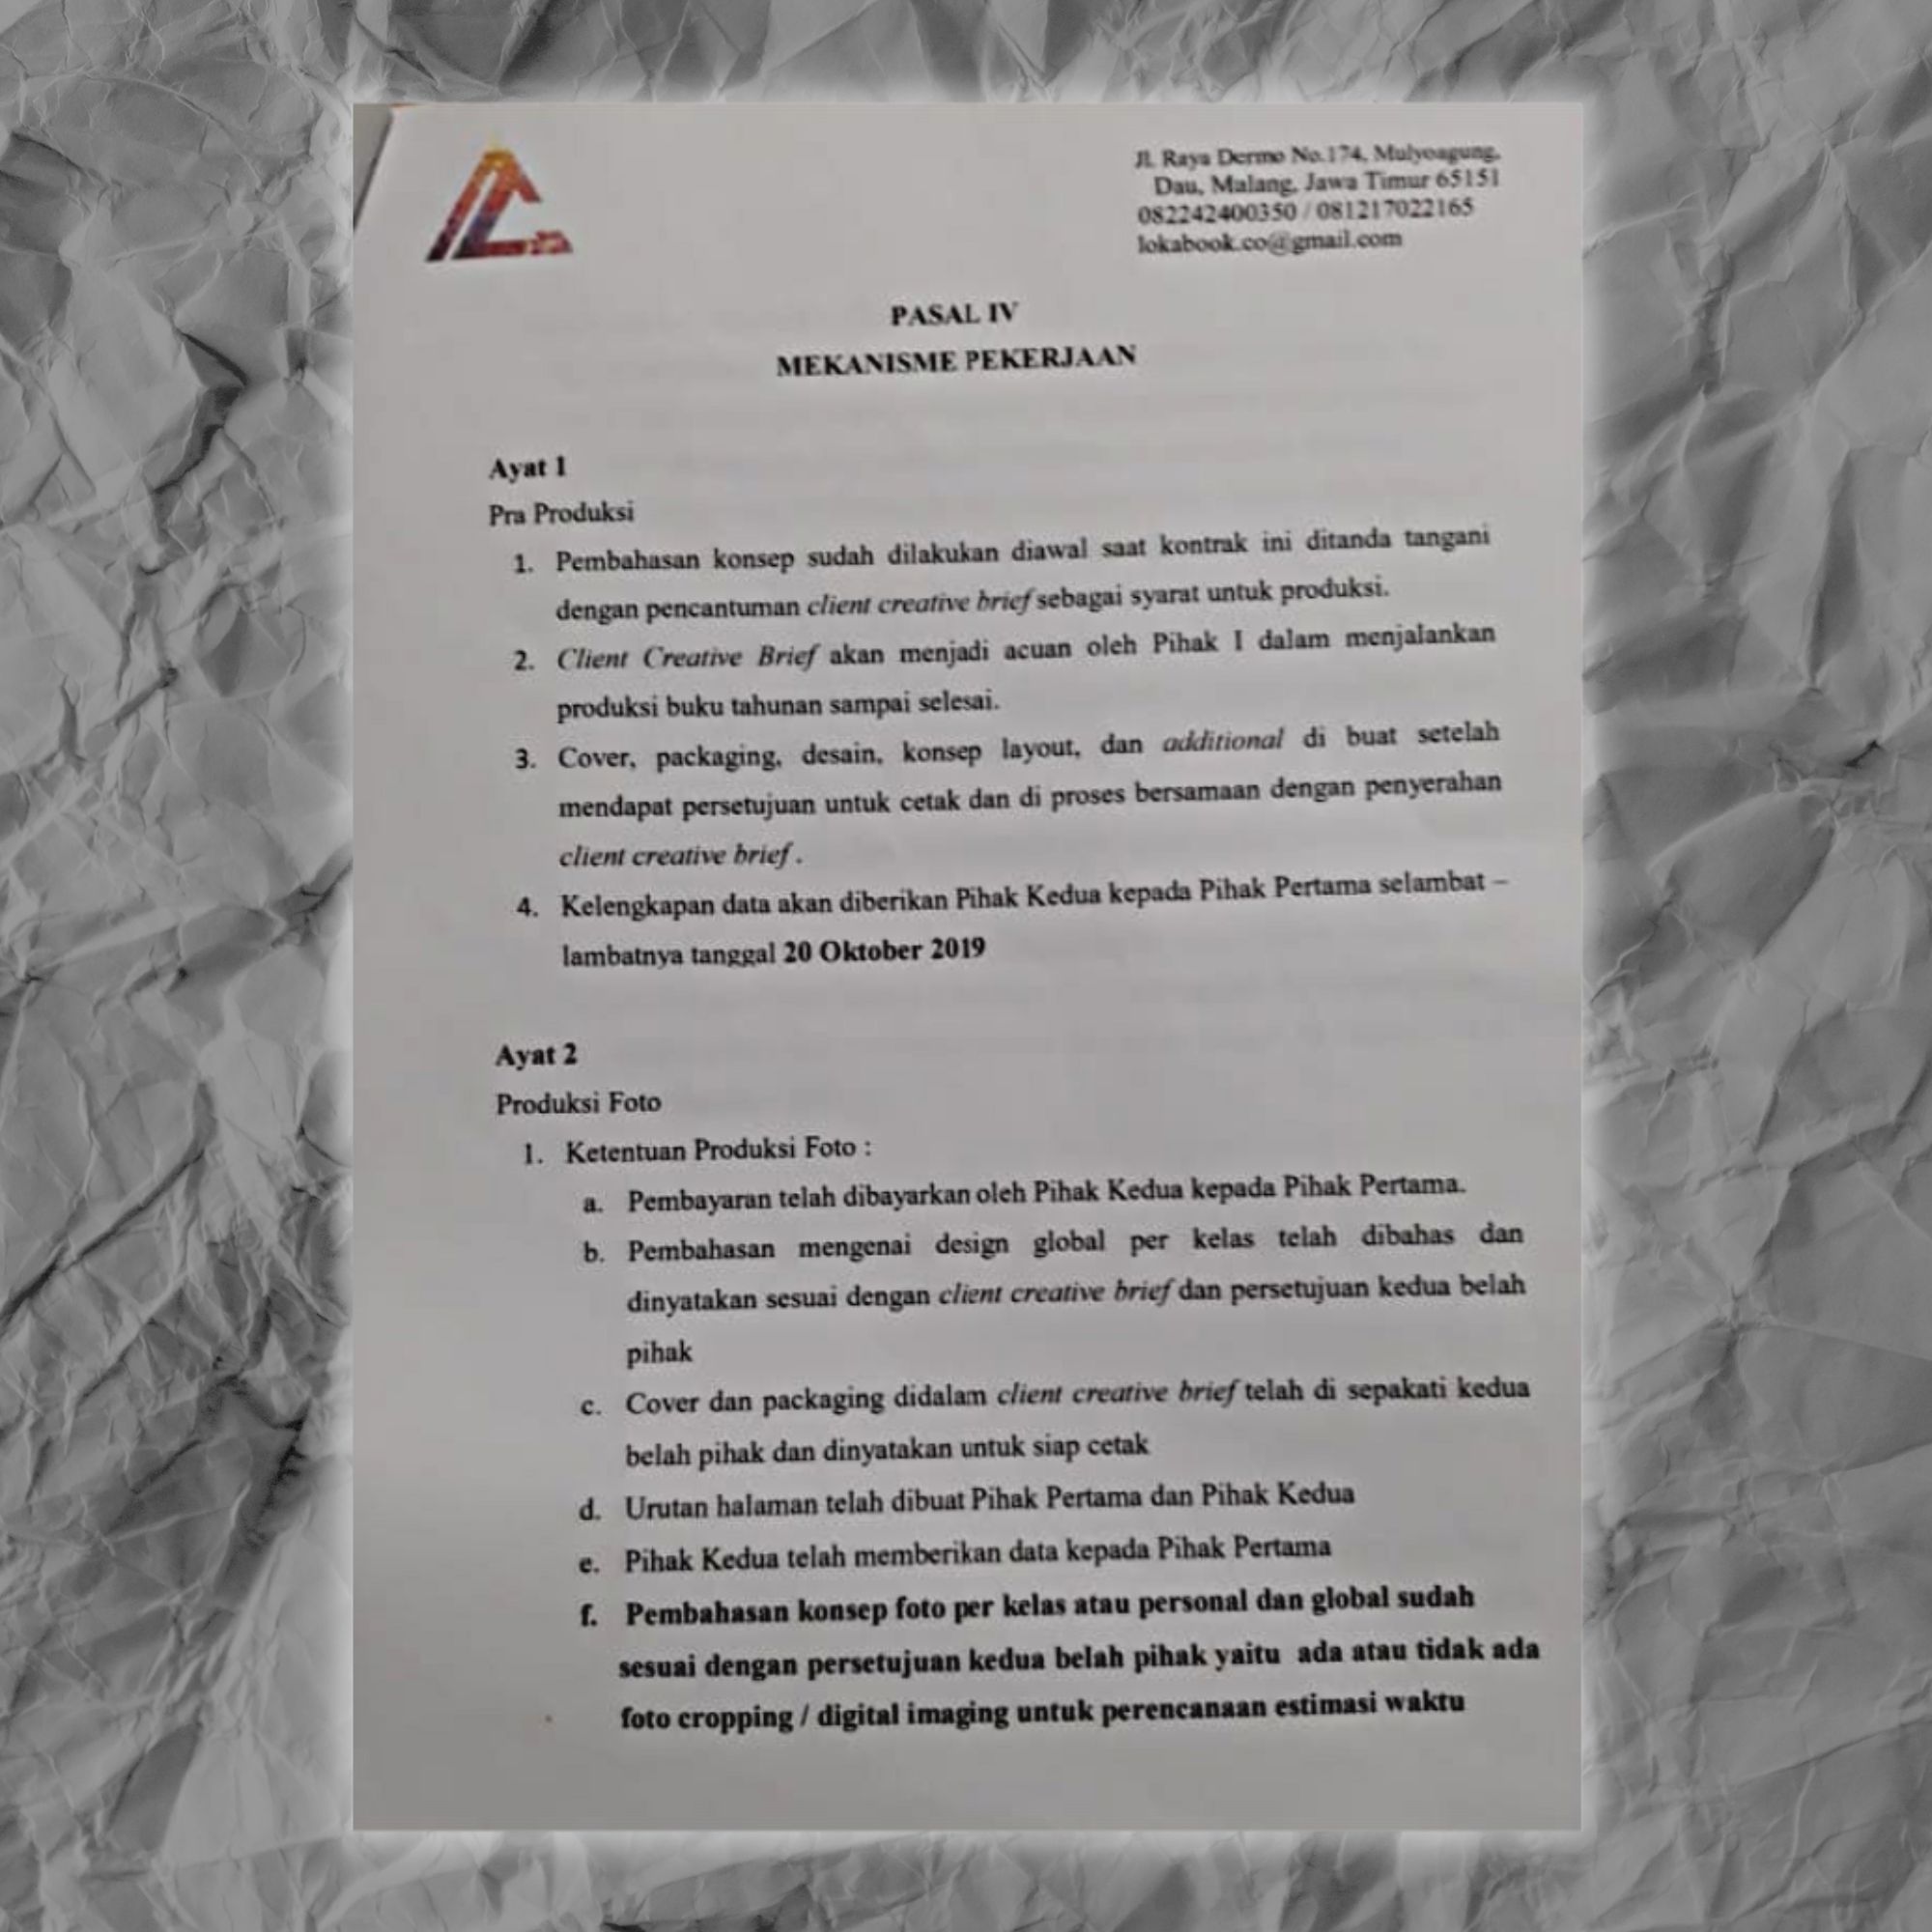 Jl. Raya Dermo No.174, Mulyoagung,
Dau, Malang, Jawa Timur 65151
082242400350 / 081217022165
lokabook.co@gmail.com
PASAL IV
MEKANISME PEKERJAAN
Ayat 1
Pra Produksi
1. Pembahasan konsep sudah dilakukan diawal saat kontrak ini ditanda tangani
dengan pencantuman client creative brief sebagai syarat untuk produksi.
2. Client Creative Brief akan menjadi acuan oleh Pihak I dalam menjalankan
produksi buku tahunan sampai selesai.
3. Cover, packaging, desain, konsep layout, dan additional di buat setelah
mendapat persetujuan untuk cetak dan di proses bersamaan dengan penyerahan
client creative brief .
4. Kelengkapan data akan diberikan Pihak Kedua kepada Pihak Pertama selambat –
lambatnya tanggal 20 Oktober 2019
Ayat 2
Produksi Foto
1. Ketentuan Produksi Foto :
a. Pembayaran telah dibayarkan oleh Pihak Kedua kepada Pihak Pertama.
b. Pembahasan mengenai design global per kelas telah dibahas dan
dinyatakan sesuai dengan client creative brief dan persetujuan kedua belah
pihak
c. Cover dan packaging didalam client creative brief telah di sepakati kedua
belah pihak dan dinyatakan untuk siap cetak
d. Urutan halaman telah dibuat Pihak Pertama dan Pihak Kedua
e. Pihak Kedua telah memberikan data kepada Pihak Pertama
f. Pembahasan konsep foto per kelas atau personal dan global sudah
sesuai dengan persetujuan kedua belah pihak yaitu ada atau tidak ada
foto cropping / digital imaging untuk perencanaan estimasi waktu